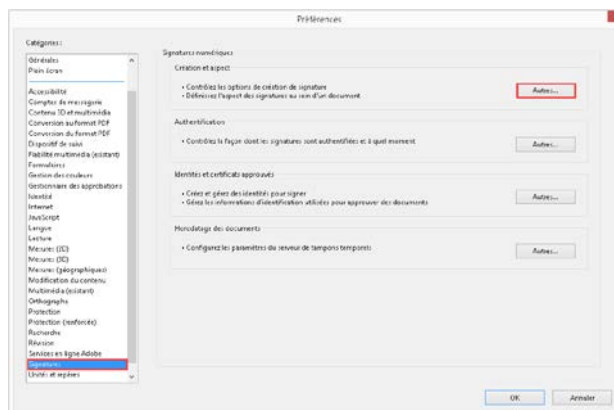 Préférences
Catégories :
Générales
Plein écran
Accessibilité
Comptes de messagerie
Contenu 3D et multimédia
Conversion au format PDF
Conversion du format PDF
Dispositif de suivi
Fiabilité multimédia (existant)
Formulaires
Gestion des couleurs
Gestionnaire des approbations
Identité
Internet
JavaScript
Langue
Lecture
Mesures (2D)
Mesures (3D)
Mesures (géographiques)
Modification du contenu
Multimédia (existant)
Orthographe
Protection
Protection (renforcée)
Recherche
Révision
Services en ligne Adobe
Signatures
Unités et repères
Signatures numériques
Création et aspect
• Contrôlez les options de création de signature
• Définissez l'aspect des signatures au sein d'un document
Autres...
Authentification
• Contrôlez la façon dont les signatures sont authentifiées et à quel moment
Autres...
Identités et certificats approuvés
• Créez et gérez des identités pour signer
• Gérez les informations d'identification utilisées pour approuver des documents
Autres...
Horodatage des documents
• Configurez les paramètres du serveur de tampons temporels
Autres...
OK
Annuler